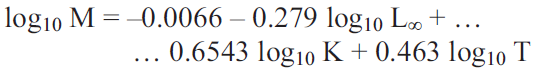 log₁₀ M = –0.0066 – 0.279 log₁₀ L∞ + …
… 0.6543 log₁₀ K + 0.463 log₁₀ T